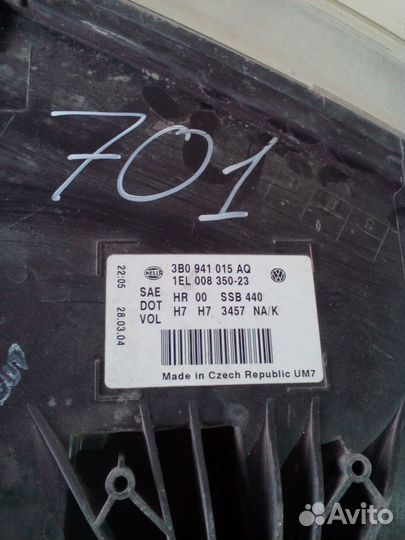 701
HELLA
3B0 941 015 AQ
1EL 008 350-23
SAE HR 00 SSB 440
DOT H7 H7 3457 NA/K
VOL
22:05 28.03.04
Made in Czech Republic UM7
Avito